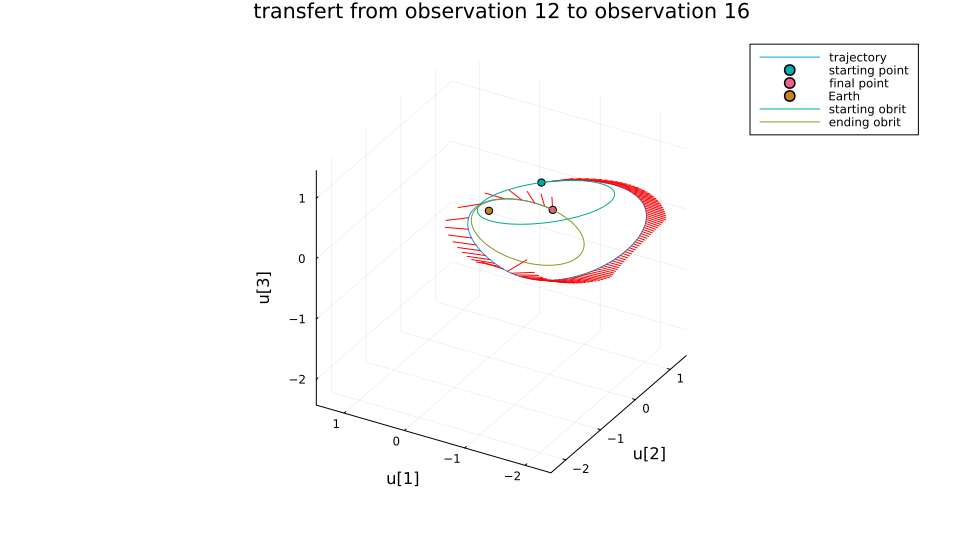 transfert from observation 12 to observation 16
trajectory
starting point
final point
Earth
starting obrit
ending obrit
1
0
−1
−2
u[3]
1
0
−1
−2
u[1]
1
0
−1
−2
u[2]